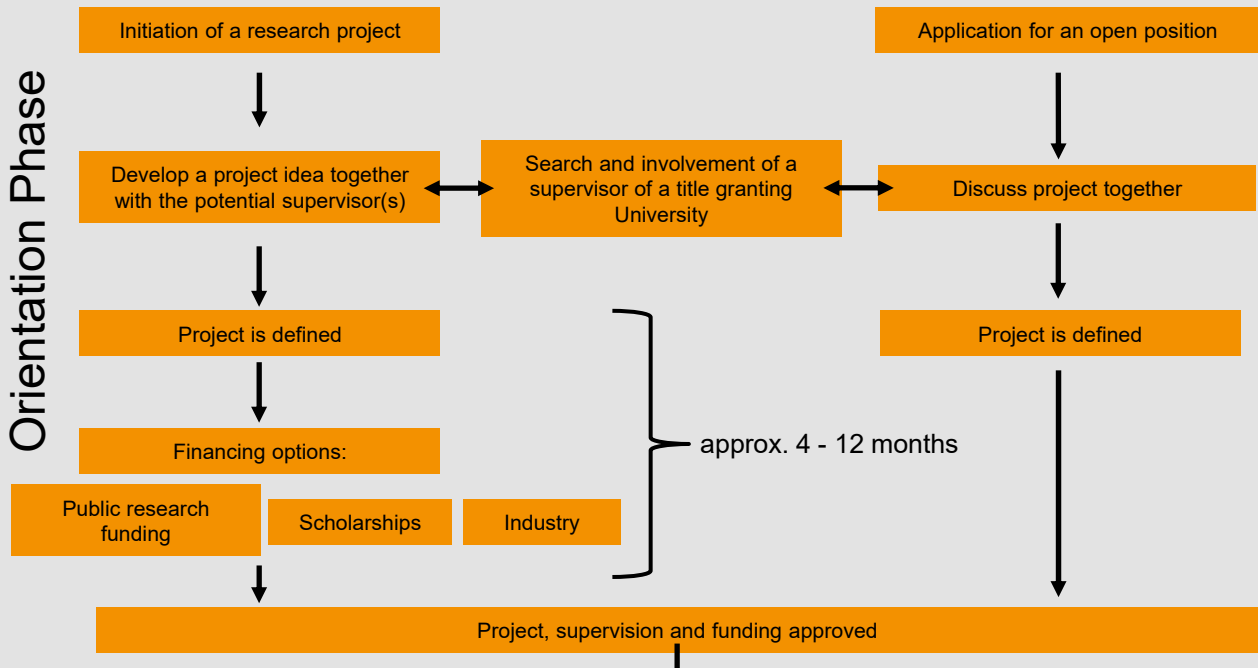 Orientation Phase
Initiation of a research project
Application for an open position
Develop a project idea together
with the potential supervisor(s)
Search and involvement of a
supervisor of a title granting
University
Discuss project together
Project is defined
Project is defined
Financing options:
approx. 4 - 12 months
Public research
funding
Scholarships
Industry
Project, supervision and funding approved